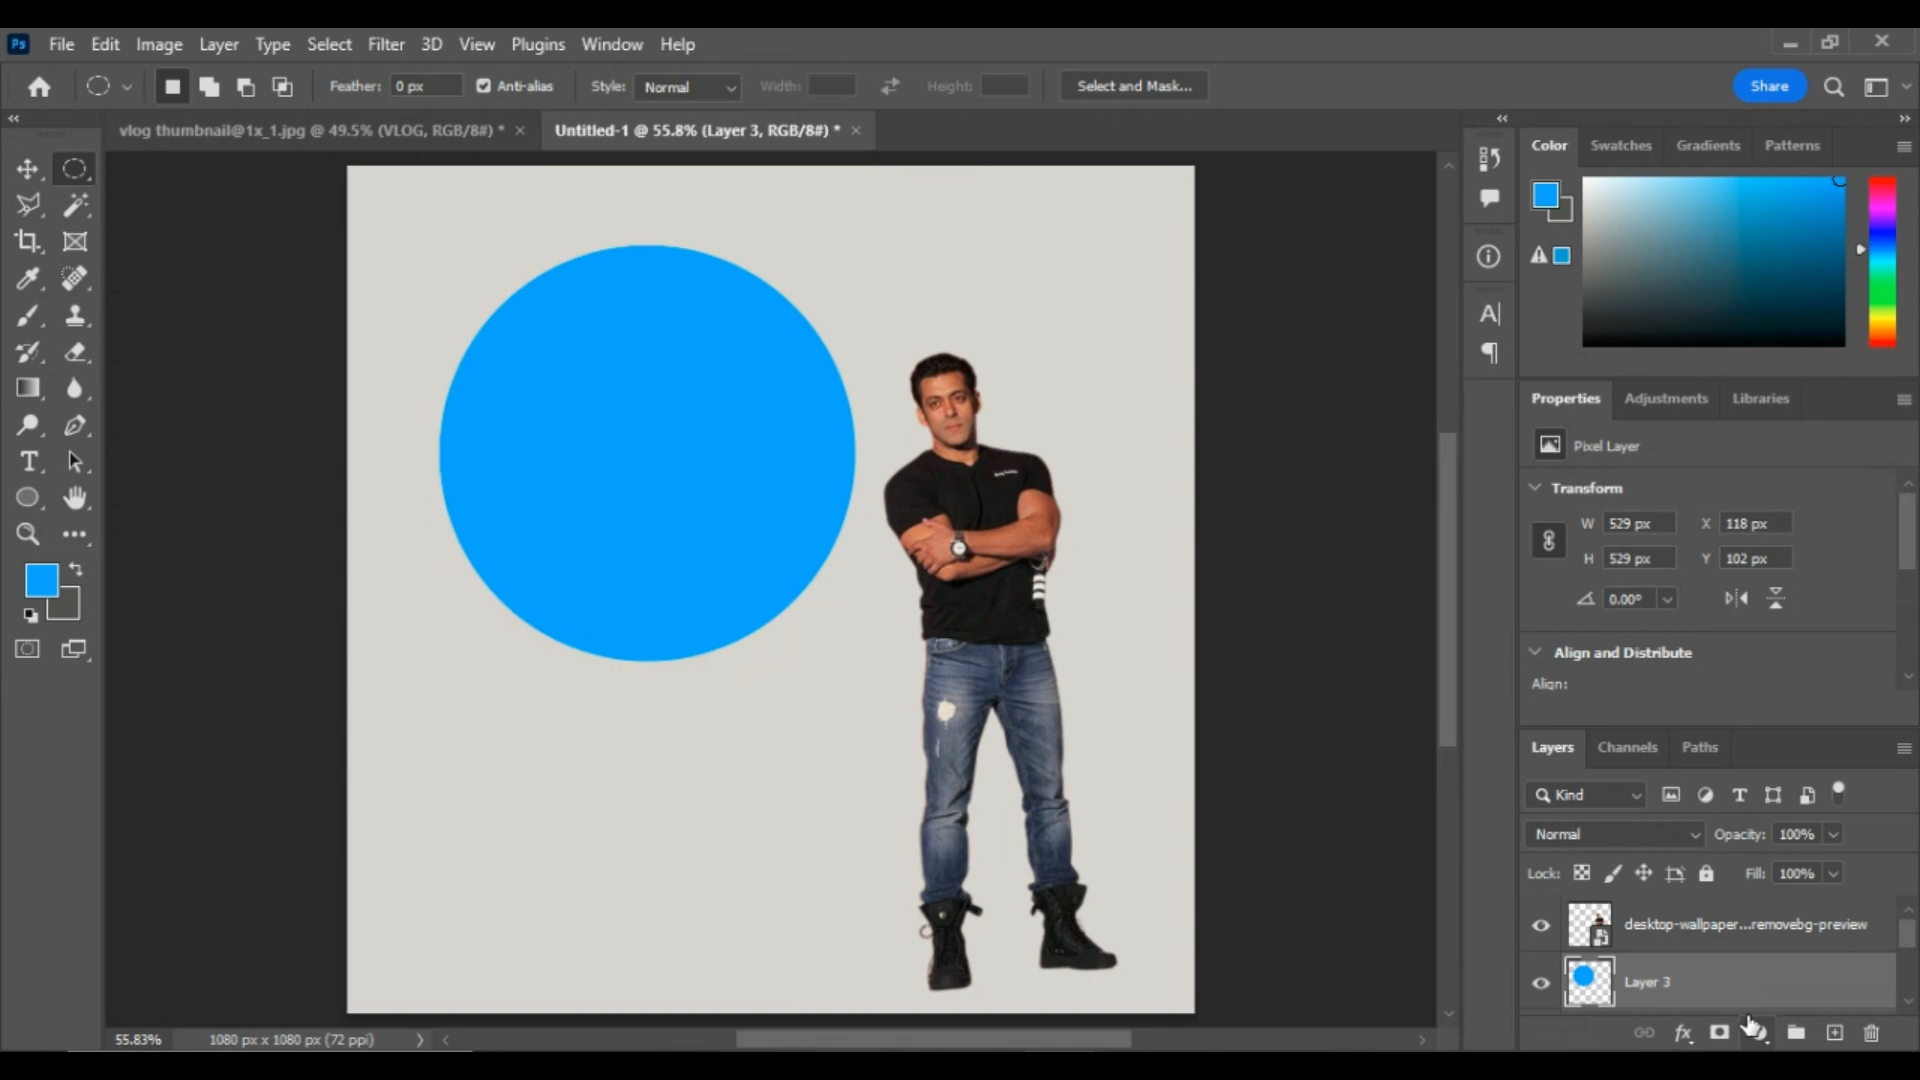 Ps File Edit Image Layer Type Select Filter 3D View Plugins Window Help
Feather: 0 px Anti-alias Style: Normal Width: Height: Select and Mask... Share
vlog thumbnail@1x_1.jpg @ 49.5% (VLOG, RGB/8#) * × Untitled-1 @ 55.8% (Layer 3, RGB/8#) * ×
Color Swatches Gradients Patterns
Properties Adjustments Libraries
Pixel Layer
Transform
W 529 px X 118 px
H 529 px Y 102 px
0.00°
Align and Distribute
Align:
Layers Channels Paths
Kind
Normal Opacity: 100%
Lock: Fill: 100%
desktop-wallpaper...removebg-preview
Layer 3
fx
55.83% 1080 px x 1080 px (72 ppi)